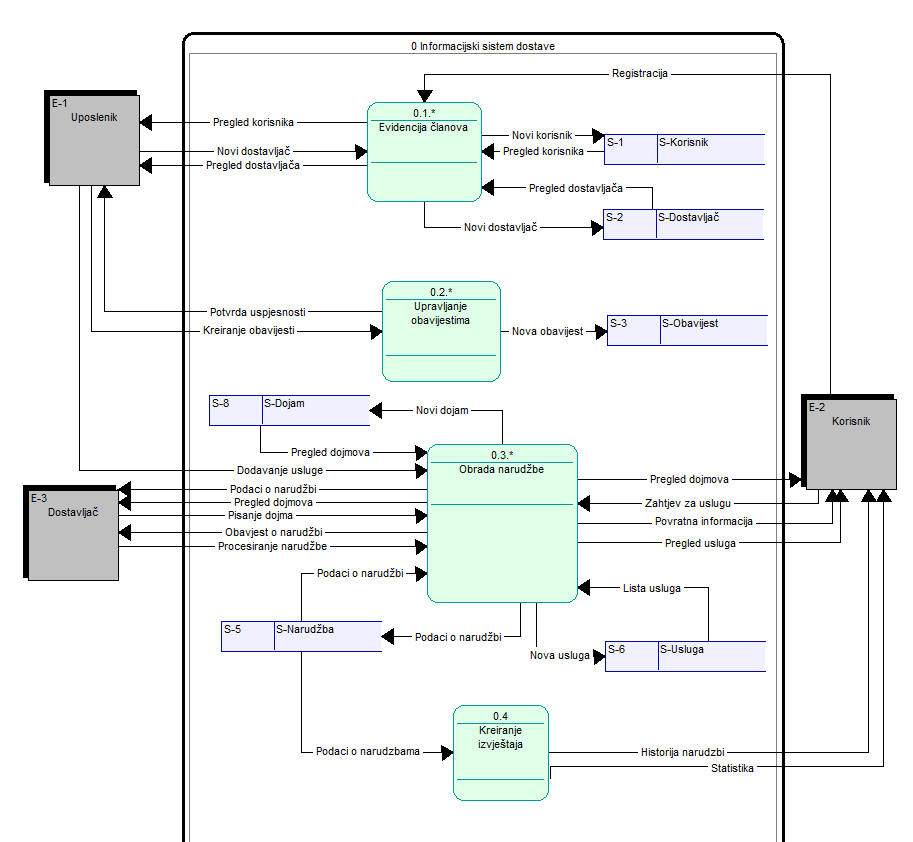 0 Informacijski sistem dostave
Registracija
E-1
Uposlenik
0.1.*
Evidencija članova
Pregled korisnika
Novi korisnik
S-1
S-Korisnik
Novi dostavljač
Pregled korisnika
Pregled dostavljača
Pregled dostavljača
S-2
S-Dostavljač
Novi dostavljač
0.2.*
Upravljanje
obavijestima
Potvrda uspjesnosti
Kreiranje obavijesti
Nova obavijest
S-3
S-Obavijest
S-8
S-Dojam
Novi dojam
E-2
Korisnik
Pregled dojmova
0.3.*
Obrada narudžbe
Dodavanje usluge
Pregled dojmova
E-3
Dostavljač
Podaci o narudžbi
Pregled dojmova
Zahtjev za uslugu
Pisanje dojma
Povratna informacija
Obavjest o narudžbi
Procesiranje narudžbe
Pregled usluga
Podaci o narudžbi
Lista usluga
S-5
S-Narudžba
Podaci o narudžbi
Nova usluga
S-6
S-Usluga
0.4
Kreiranje
izvještaja
Podaci o narudzbama
Historija narudzbi
Statistika